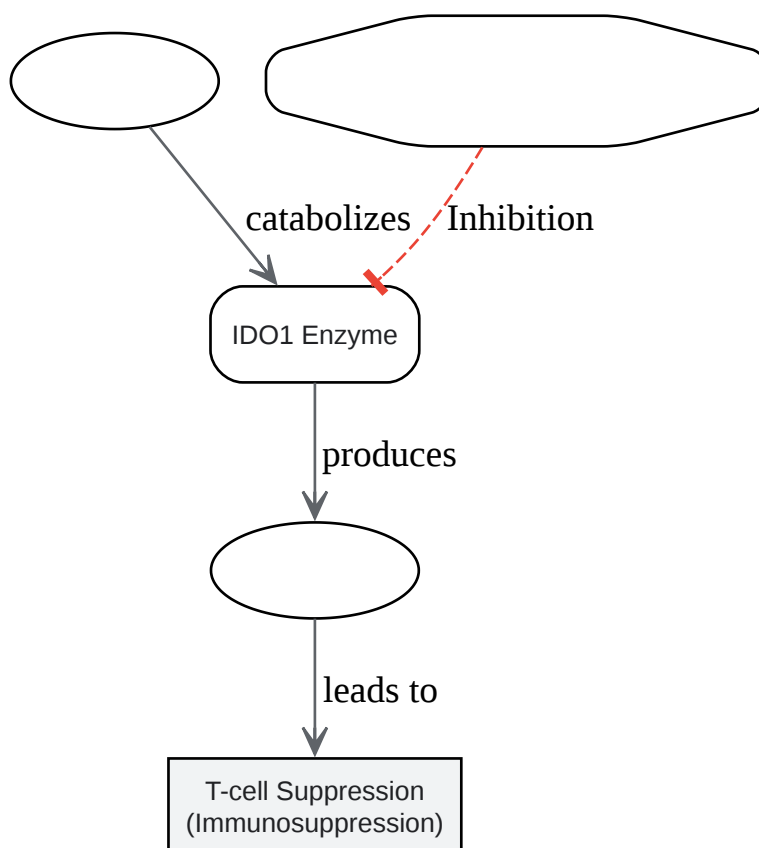 catabolizes
Inhibition
IDO1 Enzyme
produces
leads to
T-cell Suppression
(Immunosuppression)